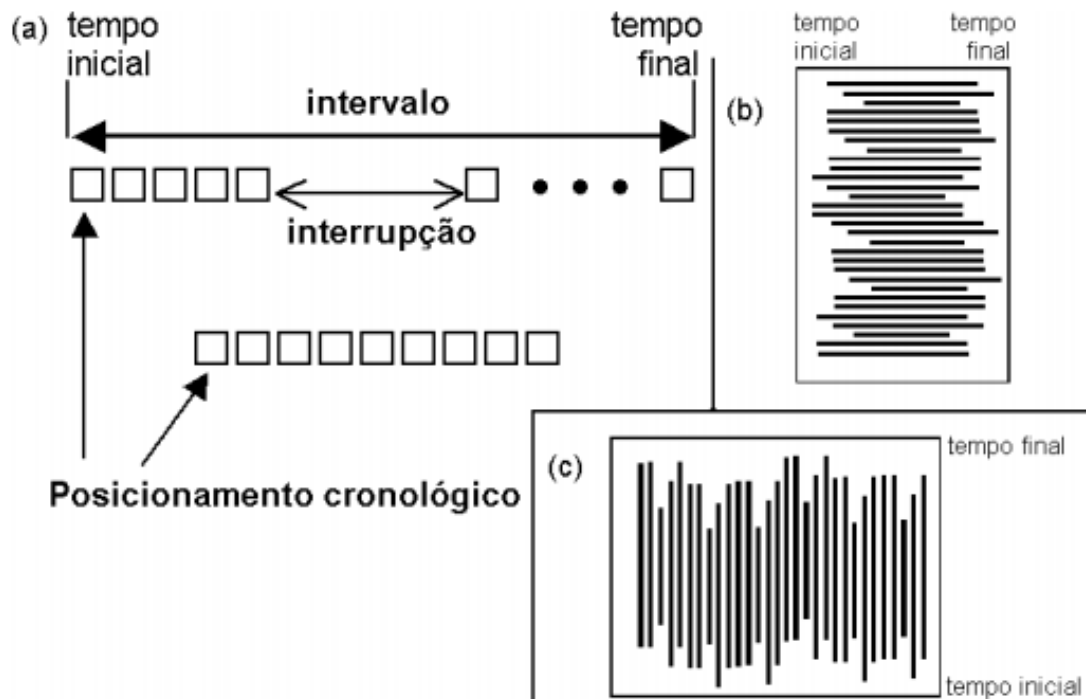 (a) tempo
inicial
tempo
final
intervalo
interrupção
Posicionamento cronológico
tempo
inicial
tempo
final
(b)
(c)
tempo final
tempo inicial